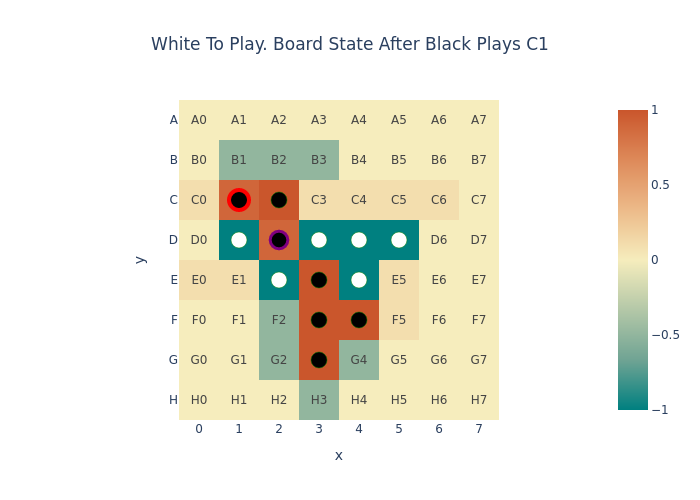 White To Play. Board State After Black Plays C1
A A0 A1 A2 A3 A4 A5 A6 A7
B B0 B1 B2 B3 B4 B5 B6 B7
C C0 C3 C4 C5 C6 C7
D D0 D6 D7
E E0 E1 E5 E6 E7
F F0 F1 F2 F5 F6 F7
G G0 G1 G2 G4 G5 G6 G7
H H0 H1 H2 H3 H4 H5 H6 H7
0 1 2 3 4 5 6 7
x
y
1
0.5
0
−0.5
−1